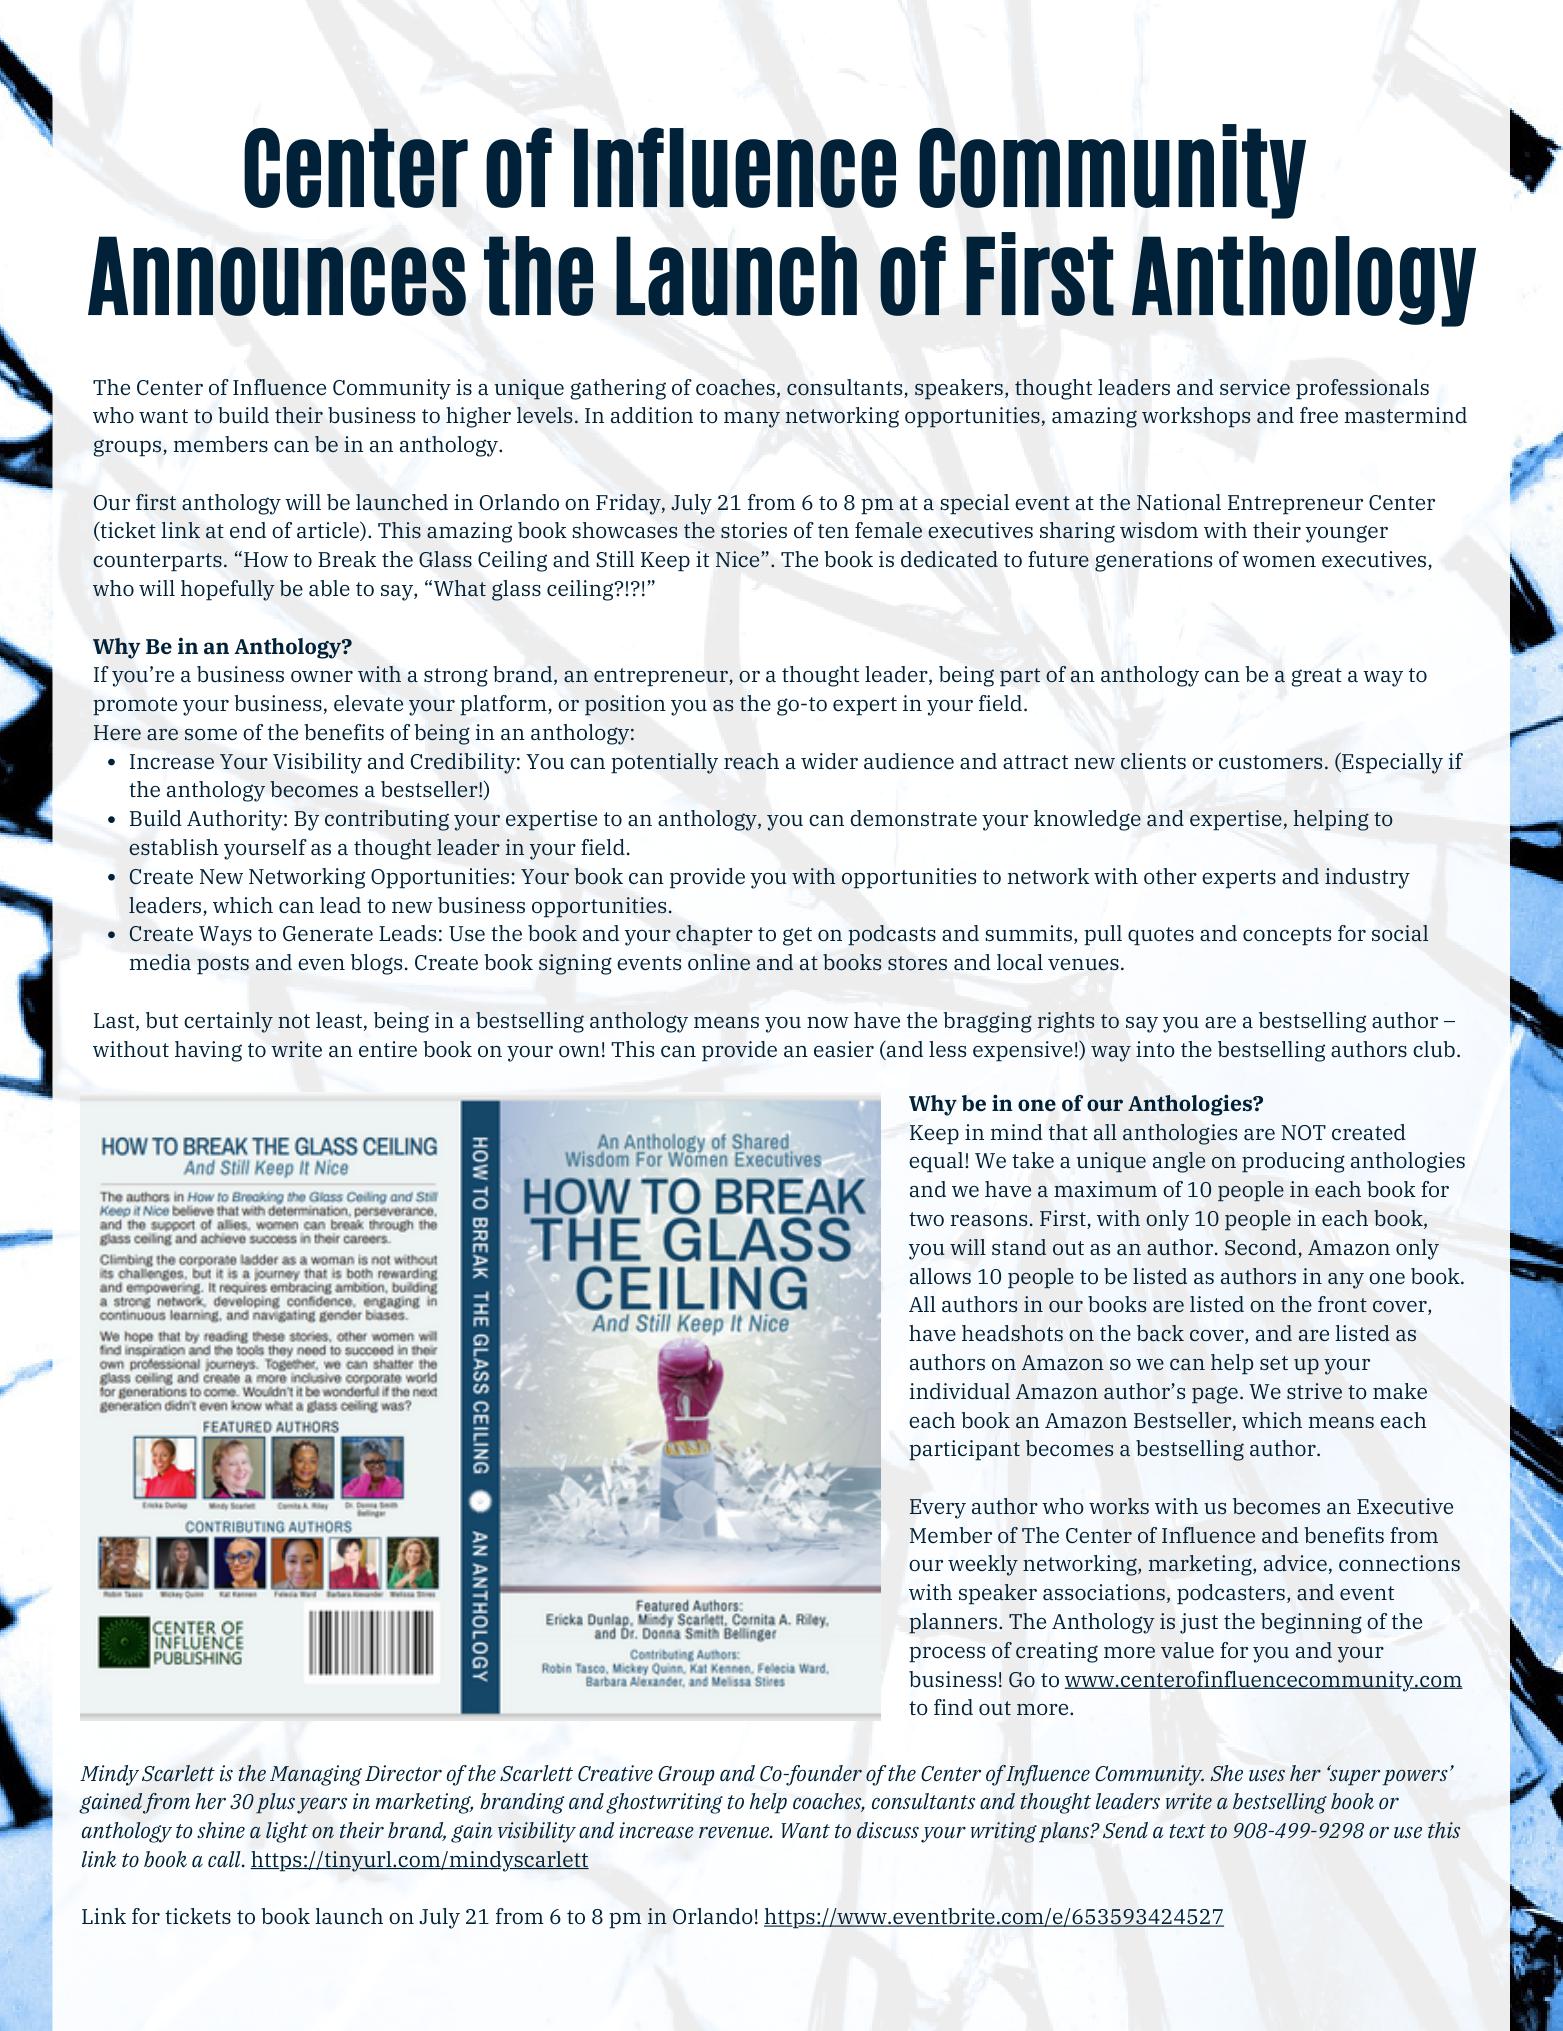 Center of Influence Community
Announces the Launch of First Anthology
The Center of Influence Community is a unique gathering of coaches, consultants, speakers, thought leaders and service professionals
who want to build their business to higher levels. In addition to many networking opportunities, amazing workshops and free mastermind
groups, members can be in an anthology.
Our first anthology will be launched in Orlando on Friday, July 21 from 6 to 8 pm at a special event at the National Entrepreneur Center
(ticket link at end of article). This amazing book showcases the stories of ten female executives sharing wisdom with their younger
counterparts. “How to Break the Glass Ceiling and Still Keep it Nice”. The book is dedicated to future generations of women executives,
who will hopefully be able to say, “What glass ceiling?!?!”
Why Be in an Anthology?
If you’re a business owner with a strong brand, an entrepreneur, or a thought leader, being part of an anthology can be a great a way to
promote your business, elevate your platform, or position you as the go-to expert in your field.
Here are some of the benefits of being in an anthology:
• Increase Your Visibility and Credibility: You can potentially reach a wider audience and attract new clients or customers. (Especially if
the anthology becomes a bestseller!)
• Build Authority: By contributing your expertise to an anthology, you can demonstrate your knowledge and expertise, helping to
establish yourself as a thought leader in your field.
• Create New Networking Opportunities: Your book can provide you with opportunities to network with other experts and industry
leaders, which can lead to new business opportunities.
• Create Ways to Generate Leads: Use the book and your chapter to get on podcasts and summits, pull quotes and concepts for social
media posts and even blogs. Create book signing events online and at books stores and local venues.
Last, but certainly not least, being in a bestselling anthology means you now have the bragging rights to say you are a bestselling author –
without having to write an entire book on your own! This can provide an easier (and less expensive!) way into the bestselling authors club.
HOW TO BREAK THE GLASS CEILING
And Still Keep It Nice
The authors in How to Breaking the Glass Ceiling and Still
Keep it Nice believe that with determination, perseverance,
and the support of allies, women can break through the
glass ceiling and achieve success in their careers.
Climbing the corporate ladder as a woman is not without
its challenges, but it is a journey that is both rewarding
and empowering. It requires embracing ambition, building
a strong network, developing confidence, engaging in
continuous learning, and navigating gender biases.
We hope that by reading these stories, other women will
find inspiration and the tools they need to succeed in their
own professional journeys. Together, we can shatter the
glass ceiling and create a more inclusive corporate world
for generations to come. Wouldn't it be wonderful if the next
generation didn't even know what a glass ceiling was?
FEATURED AUTHORS
Ericka Dunlap Mindy Scarlett Cornita A. Riley Dr. Donna Smith
Bellinger
CONTRIBUTING AUTHORS
Robin Tasco Mickey Quinn Kat Kennen Felecia Ward Barbara Alexander Melissa Stires
CENTER OF
INFLUENCE
PUBLISHING
HOW TO BREAK THE GLASS CEILING AN ANTHOLOGY
An Anthology of Shared
Wisdom For Women Executives
HOW TO BREAK
THE GLASS
CEILING
And Still Keep It Nice
Featured Authors:
Ericka Dunlap, Mindy Scarlett, Cornita A. Riley,
and Dr. Donna Smith Bellinger
Contributing Authors:
Robin Tasco, Mickey Quinn, Kat Kennen, Felecia Ward,
Barbara Alexander, and Melissa Stires
Why be in one of our Anthologies?
Keep in mind that all anthologies are NOT created
equal! We take a unique angle on producing anthologies
and we have a maximum of 10 people in each book for
two reasons. First, with only 10 people in each book,
you will stand out as an author. Second, Amazon only
allows 10 people to be listed as authors in any one book.
All authors in our books are listed on the front cover,
have headshots on the back cover, and are listed as
authors on Amazon so we can help set up your
individual Amazon author’s page. We strive to make
each book an Amazon Bestseller, which means each
participant becomes a bestselling author.
Every author who works with us becomes an Executive
Member of The Center of Influence and benefits from
our weekly networking, marketing, advice, connections
with speaker associations, podcasters, and event
planners. The Anthology is just the beginning of the
process of creating more value for you and your
business! Go to www.centerofinfluencecommunity.com
to find out more.
Mindy Scarlett is the Managing Director of the Scarlett Creative Group and Co-founder of the Center of Influence Community. She uses her ‘super powers’
gained from her 30 plus years in marketing, branding and ghostwriting to help coaches, consultants and thought leaders write a bestselling book or
anthology to shine a light on their brand, gain visibility and increase revenue. Want to discuss your writing plans? Send a text to 908-499-9298 or use this
link to book a call. https://tinyurl.com/mindyscarlett
Link for tickets to book launch on July 21 from 6 to 8 pm in Orlando! https://www.eventbrite.com/e/653593424527